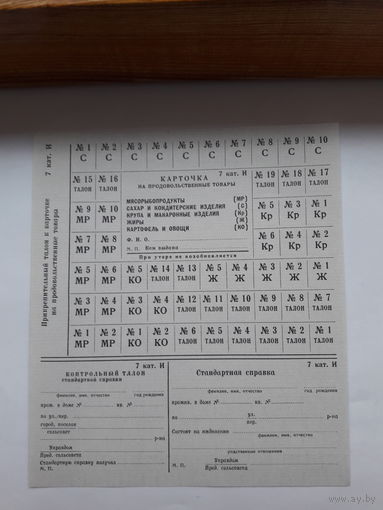 Прикрепительный талон к карточке
на продовольственные товары
7 кат. И
№ 1 № 2 № 3 № 4 № 5 № 6 № 7 № 8 № 9 № 10
С С С С С С С С С С
№ 15 № 16
ТАЛОН ТАЛОН
7 кат. И
КАРТОЧКА
НА ПРОДОВОЛЬСТВЕННЫЕ ТОВАРЫ
№ 19 № 18 № 17
ТАЛОН ТАЛОН ТАЛОН
МЯСОРЫБОПРОДУКТЫ [МР]
САХАР И КОНДИТЕРСКИЕ ИЗДЕЛИЯ [С]
КРУПА И МАКАРОННЫЕ ИЗДЕЛИЯ [Кр]
ЖИРЫ [Ж]
КАРТОФЕЛЬ И ОВОЩИ [КО]
Ф. И. О.
М. П. Кем выдана
При утере не возобновляется
№ 9 № 10
МР МР
№ 5 № 3 № 1
Кр Кр Кр
№ 7 № 8
МР МР
№ 6 № 4 № 2
Кр Кр Кр
№ 5 № 6 № 5 № 14 № 13 № 5 № 4 № 3 № 2 № 1
МР МР КО ТАЛОН ТАЛОН Ж Ж Ж Ж Ж
№ 3 № 4 № 3 № 4 № 12 № 11 № 10 № 9 № 8 № 7
МР МР КО КО ТАЛОН ТАЛОН ТАЛОН ТАЛОН ТАЛОН ТАЛОН
№ 1 № 2 № 1 № 2 № 6 № 5 № 4 № 3 № 2 № 1
МР МР КО КО ТАЛОН ТАЛОН ТАЛОН ТАЛОН ТАЛОН ТАЛОН
7 кат. И
КОНТРОЛЬНЫЙ ТАЛОН
стандартной справки
фамилия, имя, отчество год рождения
прож. в доме № кв. №
по ул./пер.
город, поселок
сельсовет
р-на
Управдом
Пред. сельсовета
Стандартную справку получил
М. П.
7 кат. И
Стандартная справка
фамилия, имя, отчество год рождения
прожив. в доме № кв. №
по ул.
пер.
р-на
Состоит на иждивении
фамилия, имя, отчество
родственные отношения
Управдом
М. П. Пред. сельсовета
www.ay.by